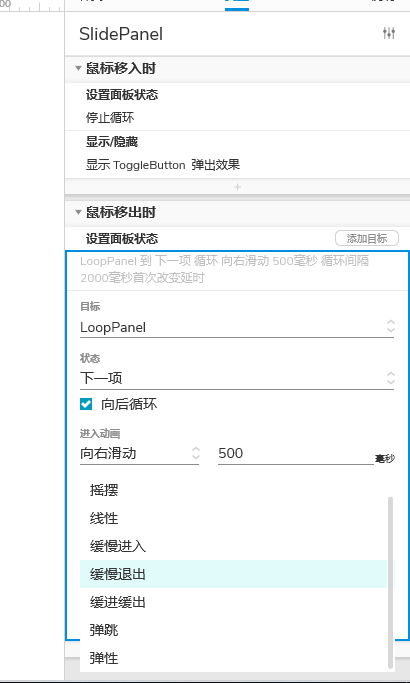 00
SlidePanel
鼠标移入时
设置面板状态
停止循环
显示/隐藏
显示 ToggleButton 弹出效果
+
鼠标移出时
设置面板状态
添加目标
LoopPanel 到 下一项 循环 向右滑动 500毫秒 循环间隔
2000毫秒首次改变延时
目标
LoopPanel
状态
下一项
向后循环
进入动画
向右滑动
500
毫秒
摇摆
线性
缓慢进入
缓慢退出
缓进缓出
弹跳
弹性